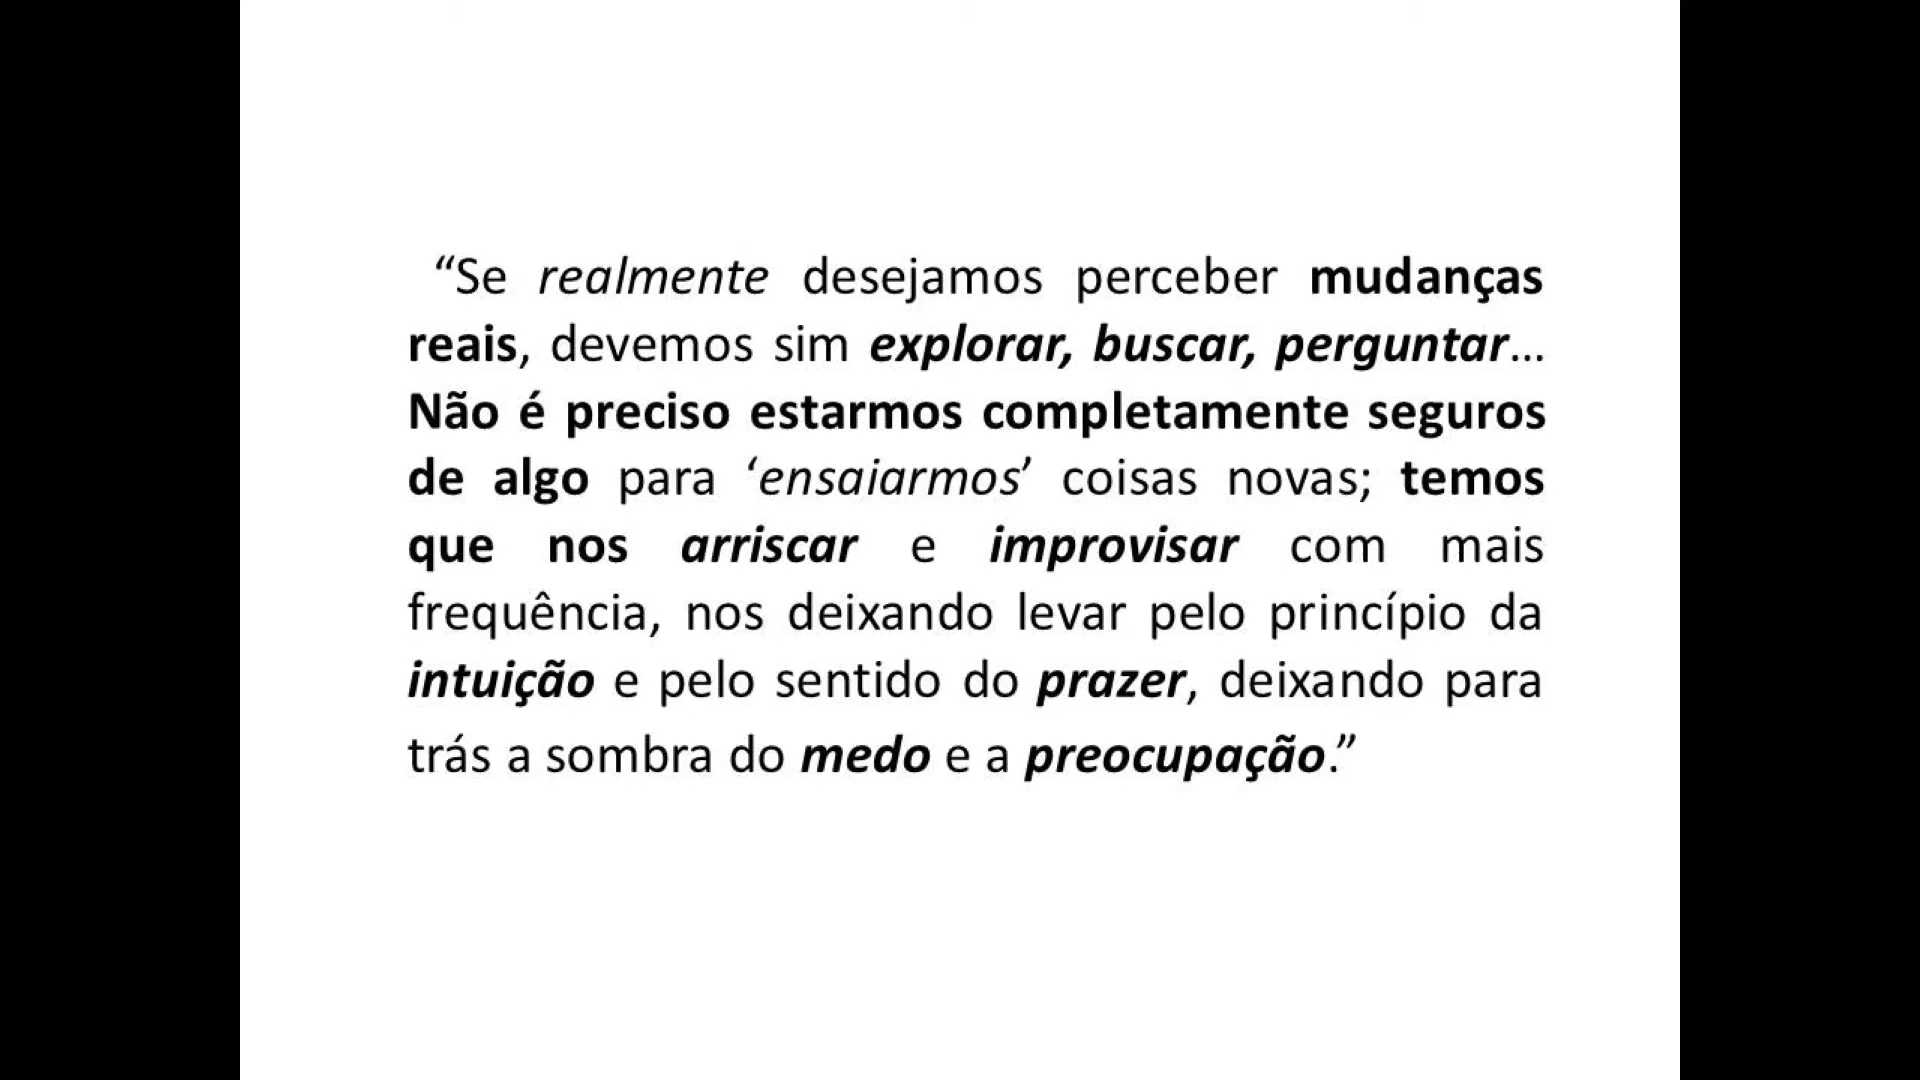 “Se realmente desejamos perceber mudanças
reais, devemos sim explorar, buscar, perguntar…
Não é preciso estarmos completamente seguros
de algo para ‘ensaiarmos’ coisas novas; temos
que nos arriscar e improvisar com mais
frequência, nos deixando levar pelo princípio da
intuição e pelo sentido do prazer, deixando para
trás a sombra do medo e a preocupação.”